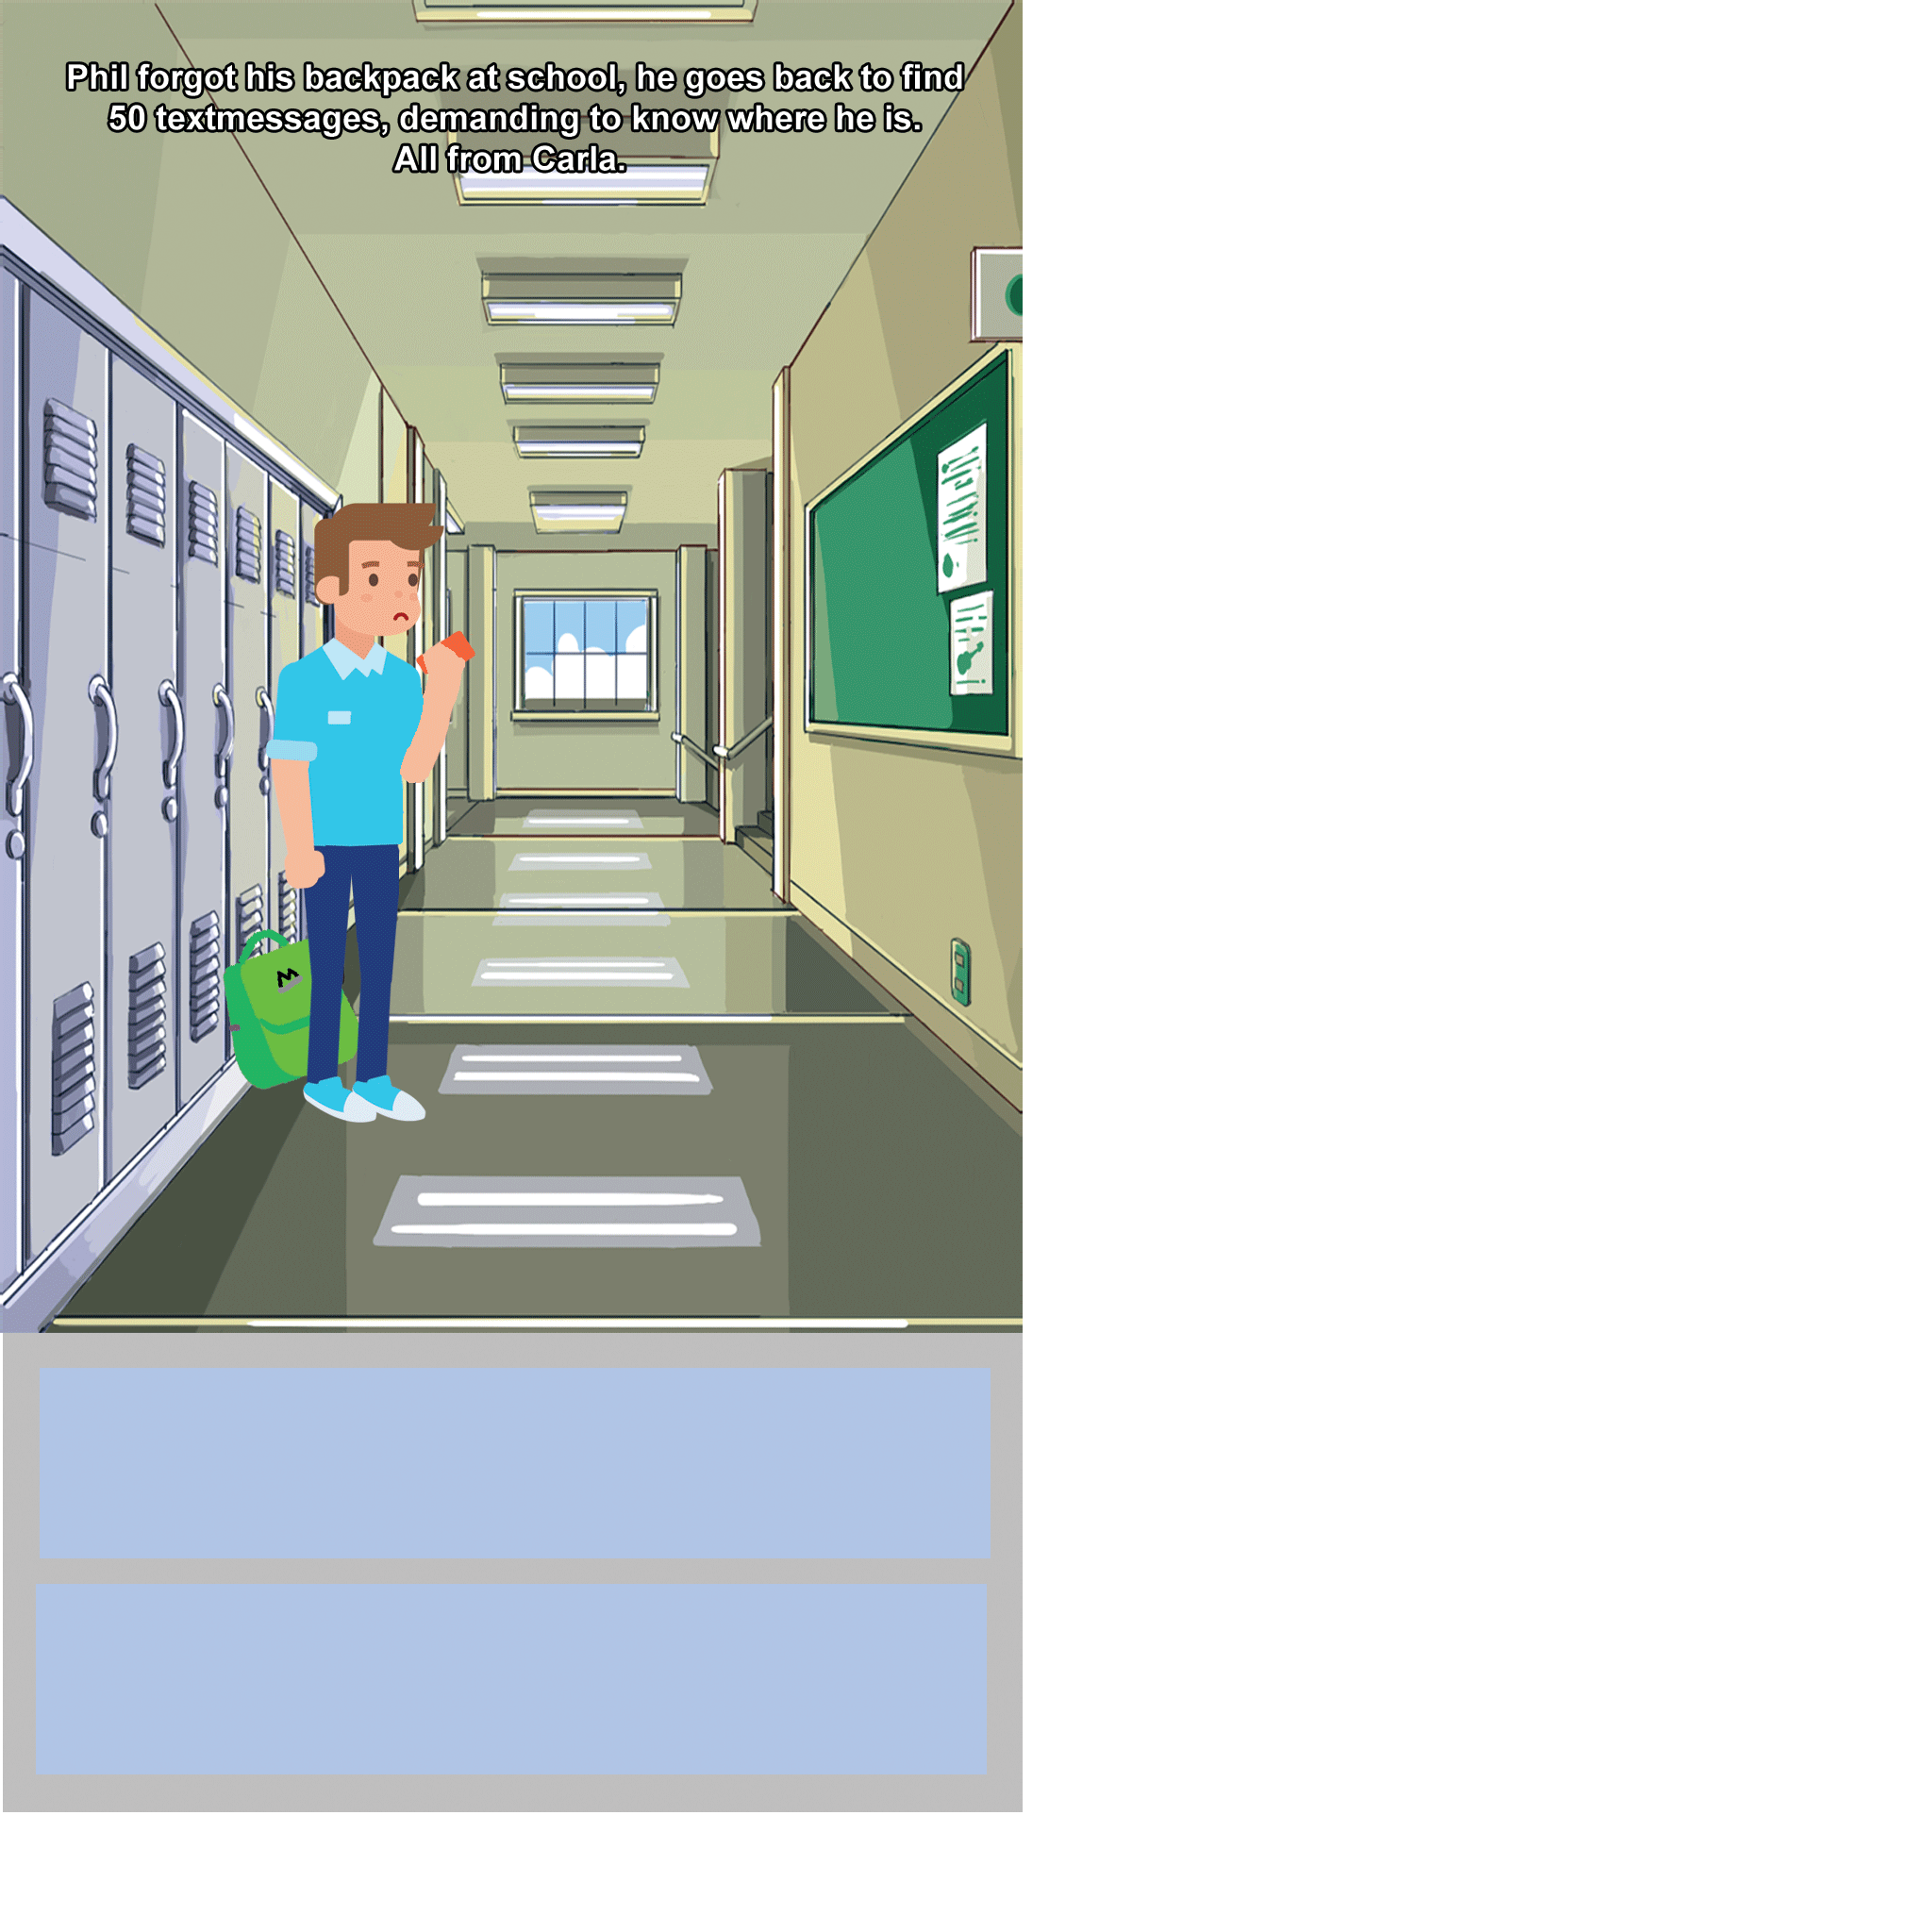 Phil forgot his backpack at school, he goes back to find
50 textmessages, demanding to know where he is.
All from Carla.
M